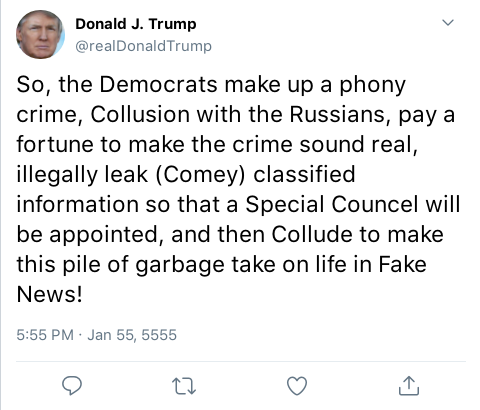 Donald J. Trump
@realDonaldTrump
So, the Democrats make up a phony
crime, Collusion with the Russians, pay a
fortune to make the crime sound real,
illegally leak (Comey) classified
information so that a Special Councel will
be appointed, and then Collude to make
this pile of garbage take on life in Fake
News!
5:55 PM · Jan 55, 5555